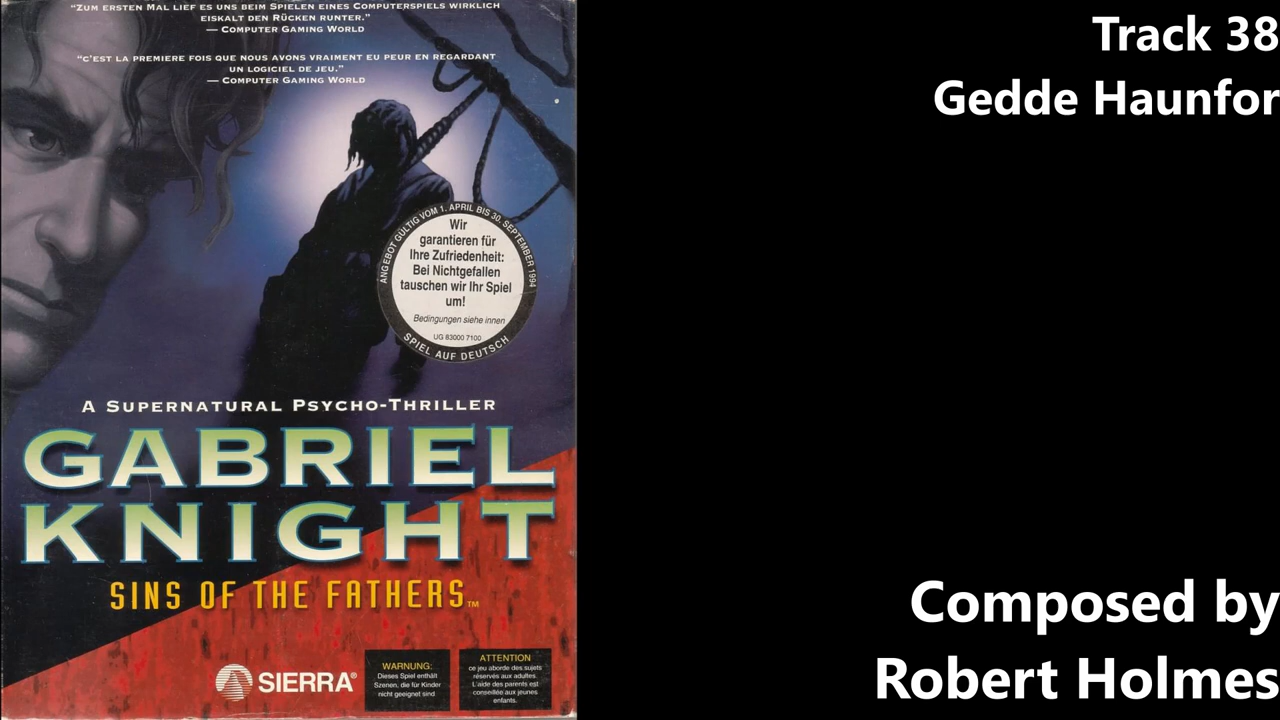 “Zum ersten Mal lief es uns beim Spielen eines Computerspiels wirklich
eiskalt den Rücken runter.”
— Computer Gaming World
“c'est la premiere fois que nous avons vraiment eu peur en regardant
un logiciel de jeu.”
— Computer Gaming World
ANGEBOT GÜLTIG VOM 1. APRIL BIS 30. SEPTEMBER 1994
Wir
garantieren für
Ihre Zufriedenheit:
Bei Nichtgefallen
tauschen wir Ihr Spiel
um!
Bedingungen siehe innen
UG 83000 7100
SPIEL AUF DEUTSCH
A Supernatural Psycho-Thriller
GABRIEL
KNIGHT
SINS OF THE FATHERS™
SIERRA®
WARNUNG:
Dieses Spiel enthält
Szenen, die für Kinder
nicht geeignet sind
ATTENTION
ce jeu aborde des sujets
réservés aux adultes.
L'aide des parents est
conseillée aux jeunes
enfants.
Track 38
Gedde Haunfor
Composed by
Robert Holmes